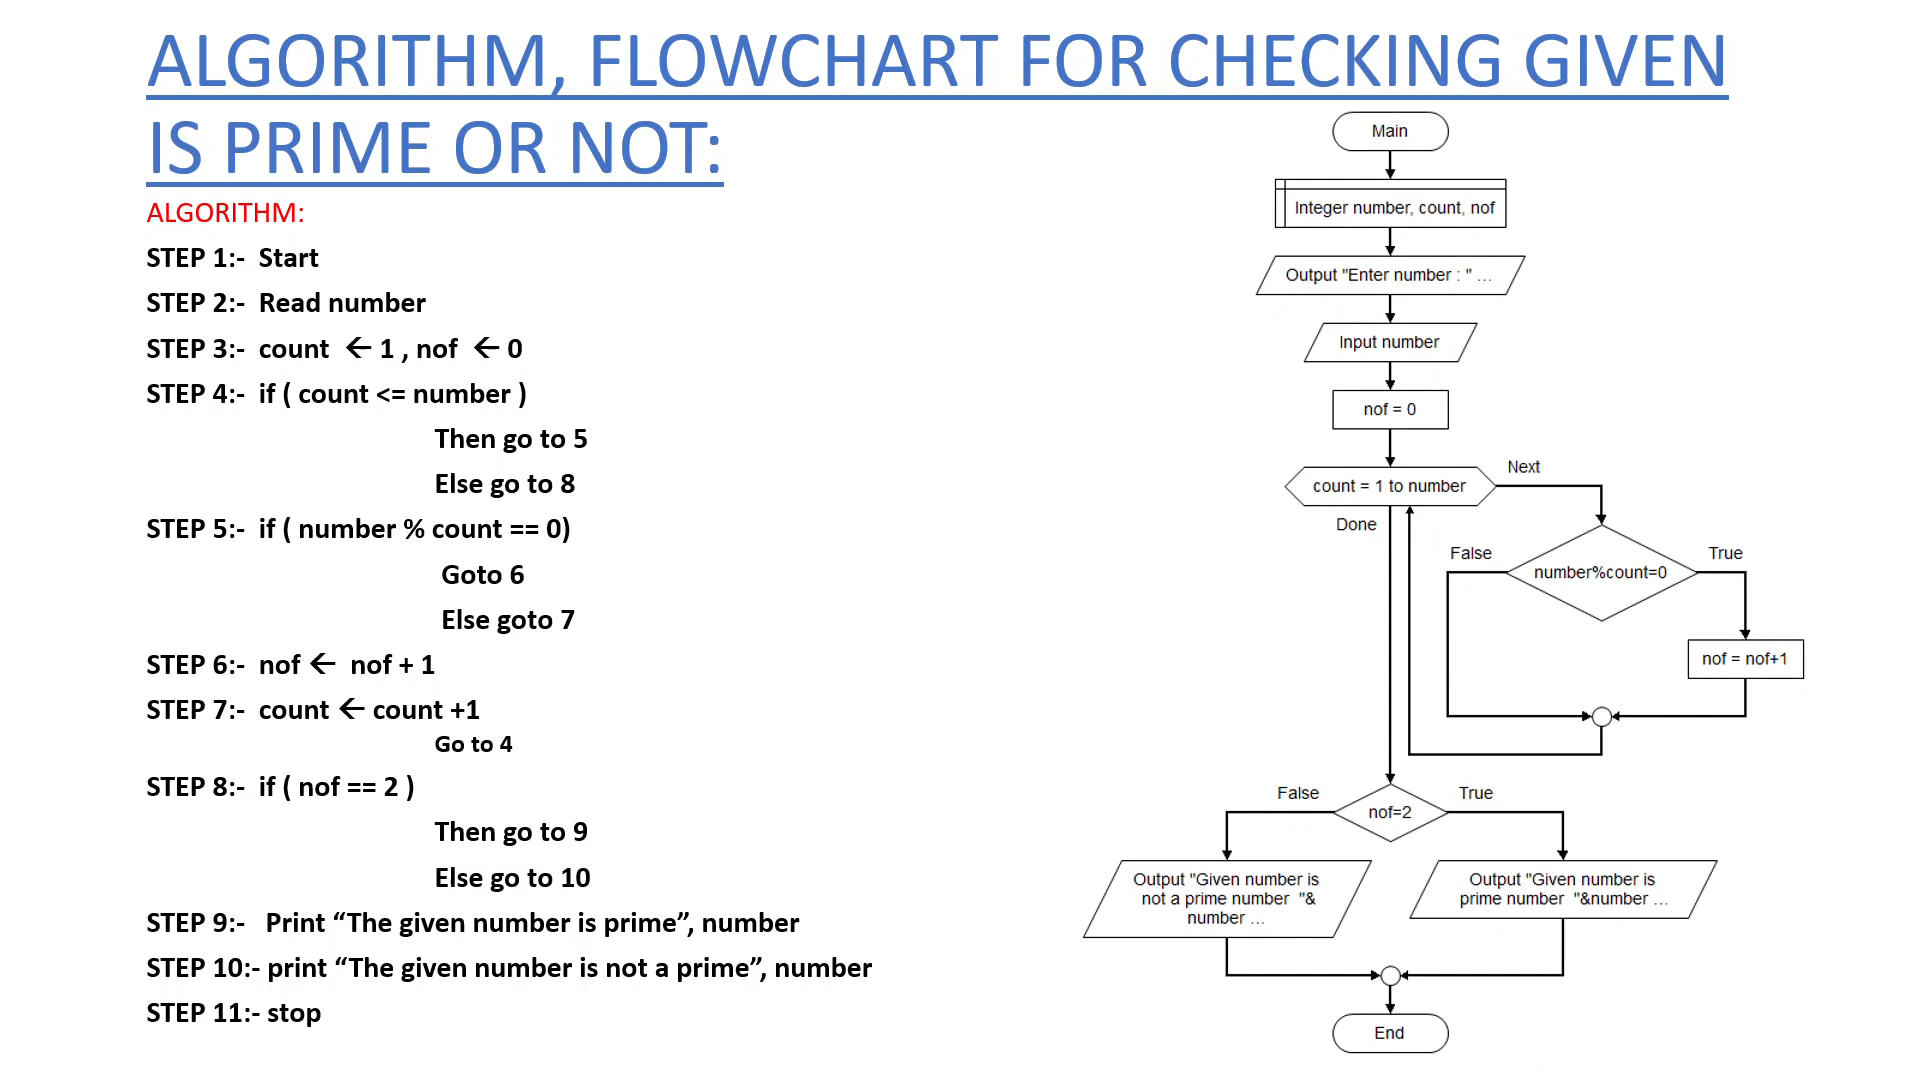 ALGORITHM, FLOWCHART FOR CHECKING GIVEN
IS PRIME OR NOT:
ALGORITHM:
STEP 1:- Start
STEP 2:- Read number
STEP 3:- count ← 1 , nof ← 0
STEP 4:- if ( count <= number )
Then go to 5
Else go to 8
STEP 5:- if ( number % count == 0)
Goto 6
Else goto 7
STEP 6:- nof ← nof + 1
STEP 7:- count ← count +1
Go to 4
STEP 8:- if ( nof == 2 )
Then go to 9
Else go to 10
STEP 9:- Print “The given number is prime”, number
STEP 10:- print “The given number is not a prime”, number
STEP 11:- stop
Main
Integer number, count, nof
Output "Enter number : " ...
Input number
nof = 0
count = 1 to number
Next
Done
False
True
number%count=0
nof = nof+1
False
True
nof=2
Output "Given number is
not a prime number "&
number ...
Output "Given number is
prime number "&number ...
End